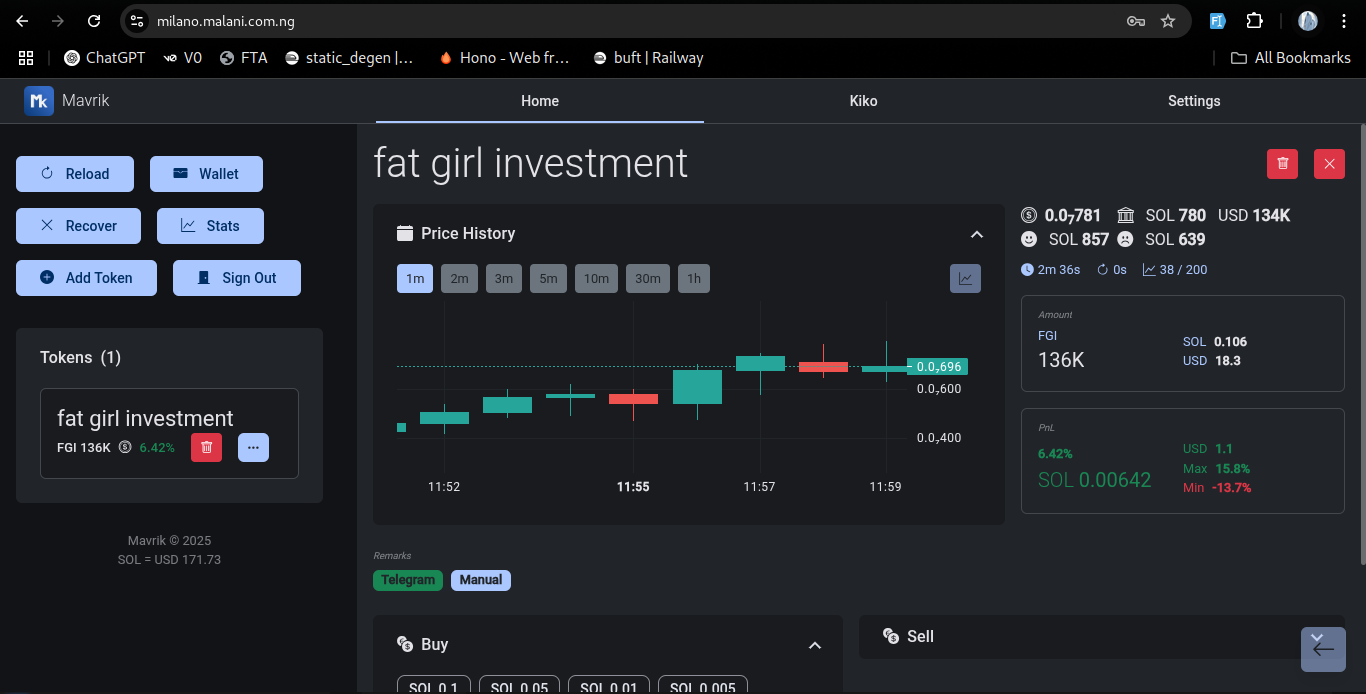 milano.malani.com.ng
ChatGPT V0 FTA static_degen |... Hono - Web fr... buft | Railway All Bookmarks
Mk Mavrik Home Kiko Settings
Reload Wallet
Recover Stats
Add Token Sign Out
Tokens (1)
fat girl investment
FGI 136K 6.42%
Mavrik © 2025
SOL = USD 171.73
fat girl investment
Price History
1m 2m 3m 5m 10m 30m 1h
0.0₇696
0.0₇600
0.0₇400
11:52 11:55 11:57 11:59
0.0₇781 SOL 780 USD 134K
SOL 857 SOL 639
2m 36s 0s 38 / 200
Amount
FGI
136K
SOL 0.106
USD 18.3
PnL
6.42%
SOL 0.00642
USD 1.1
Max 15.8%
Min -13.7%
Remarks
Telegram Manual
Buy
SOL 0.1 SOL 0.05 SOL 0.01 SOL 0.005
Sell